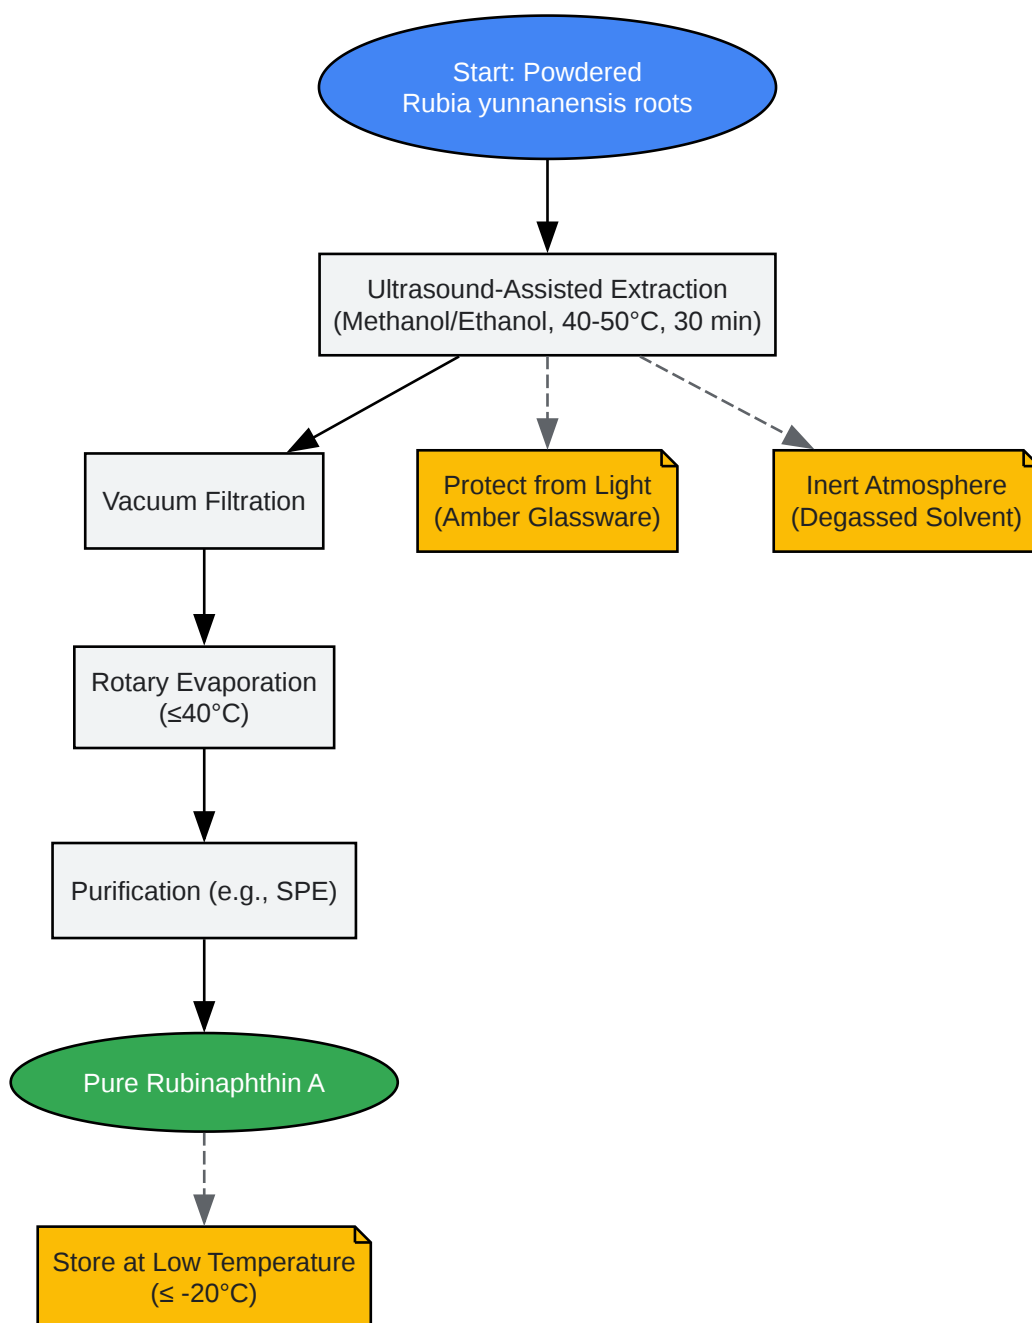 Start: Powdered
Rubia yunnanensis roots
Ultrasound-Assisted Extraction
(Methanol/Ethanol, 40-50°C, 30 min)
Vacuum Filtration
Protect from Light
(Amber Glassware)
Inert Atmosphere
(Degassed Solvent)
Rotary Evaporation
(≤40°C)
Purification (e.g., SPE)
Pure Rubinaphthin A
Store at Low Temperature
(≤ -20°C)